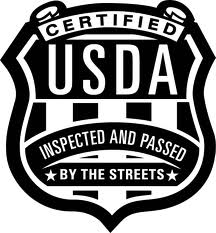 CERTIFIED
USDA
INSPECTED AND PASSED
BY THE STREETS